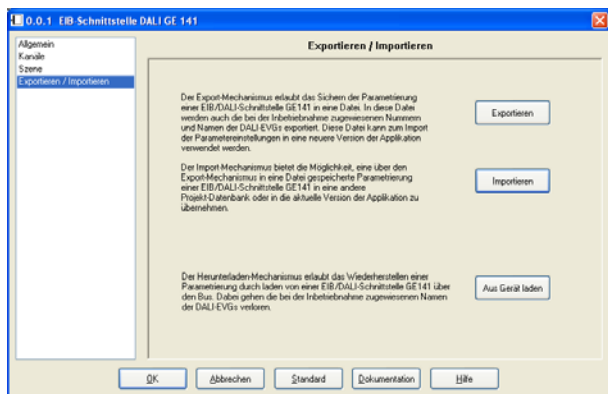 0.0.1 EIB-Schnittstelle DALI GE 141
Allgemein
Kanäle
Szene
Exportieren / Importieren
Exportieren / Importieren
Der Export-Mechanismus erlaubt das Sichern der Parametrierung
einer EIB/DALI-Schnittstelle GE141 in eine Datei. In diese Datei
werden auch die bei der Inbetriebnahme zugewiesenen Nummern
und Namen der DALI-EVGs exportiert. Diese Datei kann zum Import
der Parametereinstellungen in eine neuere Version der Applikation
verwendet werden.
Exportieren
Der Import-Mechanismus bietet die Möglichkeit, eine über den
Export-Mechanismus in eine Datei gespeicherte Parametrierung
einer EIB/DALI-Schnittstelle GE141 in eine andere
Projekt-Datenbank oder in die aktuelle Version der Applikation zu
übernehmen.
Importieren
Der Herunterladen-Mechanismus erlaubt das Wiederherstellen einer
Parametrierung durch laden von einer EIB/DALI-Schnittstelle GE141 über
den Bus. Dabei gehen die bei der Inbetriebnahme zugewiesenen Namen
der DALI-EVGs verloren.
Aus Gerät laden
OK
Abbrechen
Standard
Dokumentation
Hilfe